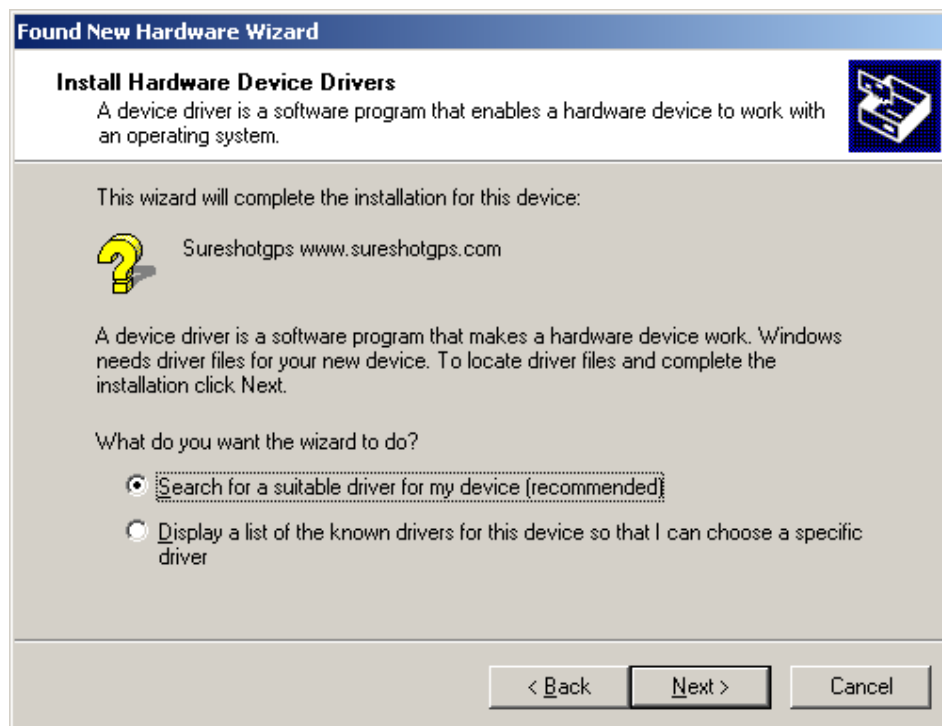 Found New Hardware Wizard
Install Hardware Device Drivers
A device driver is a software program that enables a hardware device to work with
an operating system.
This wizard will complete the installation for this device:
Sureshotgps www.sureshotgps.com
A device driver is a software program that makes a hardware device work. Windows
needs driver files for your new device. To locate driver files and complete the
installation click Next.
What do you want the wizard to do?
Search for a suitable driver for my device (recommended)
Display a list of the known drivers for this device so that I can choose a specific
driver
< Back Next > Cancel